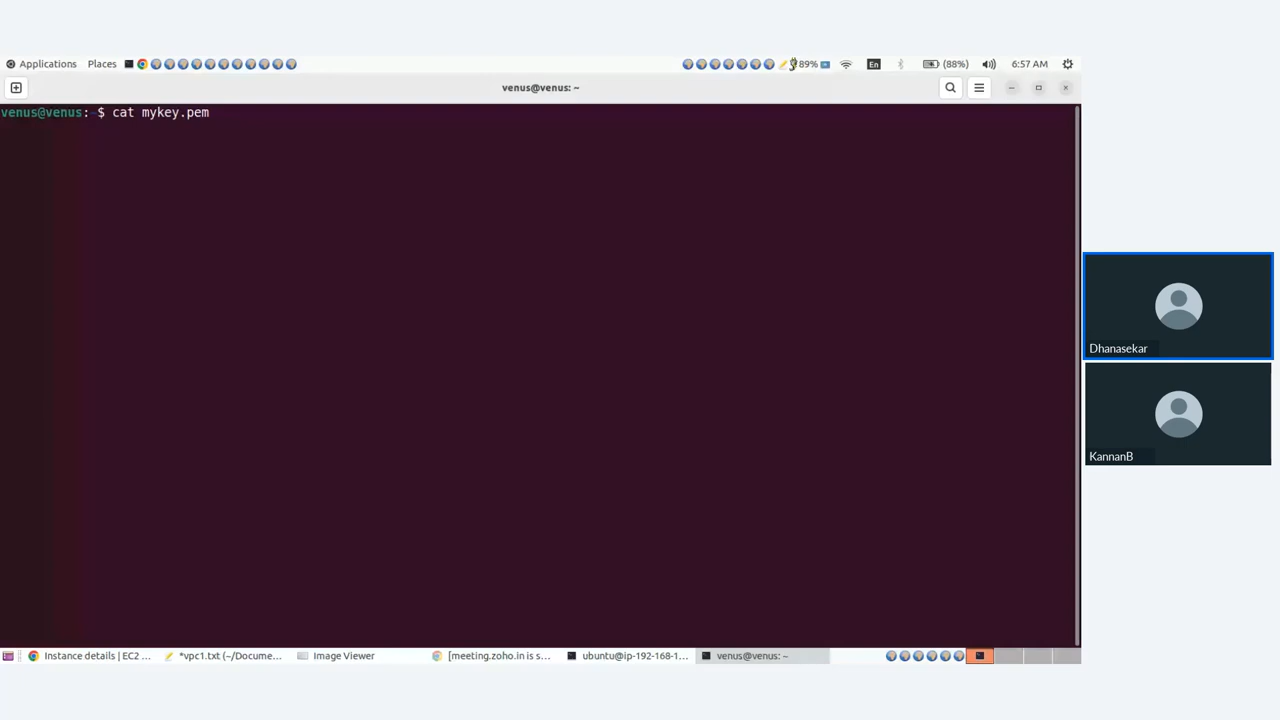 Applications Places 89% En (88%) 6:57 AM
venus@venus: ~
venus@venus:~$ cat mykey.pem
Dhanasekar
KannanB
Instance details | EC2 ... *vpc1.txt (~/Docume... Image Viewer [meeting.zoho.in is s... ubuntu@ip-192-168-1... venus@venus: ~